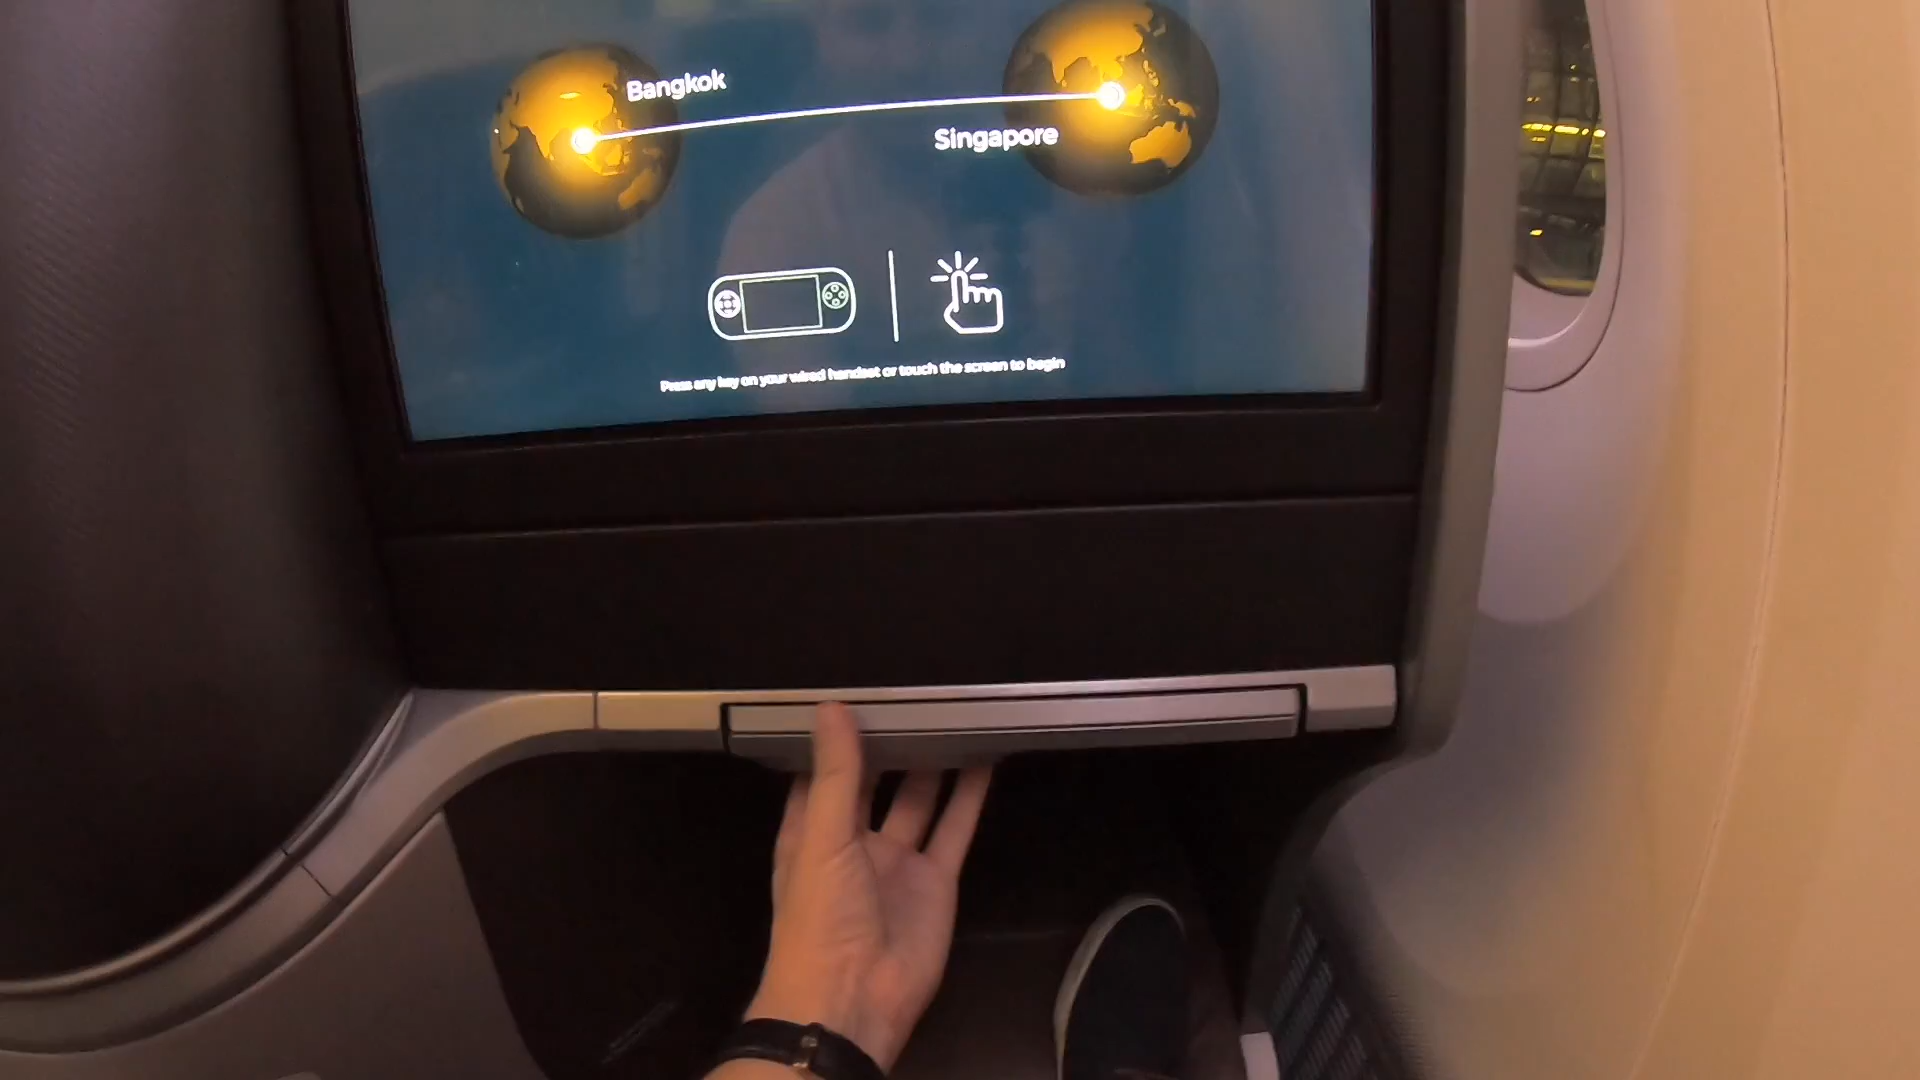 Bangkok
Singapore
Press any key on your wired handset or touch the screen to begin